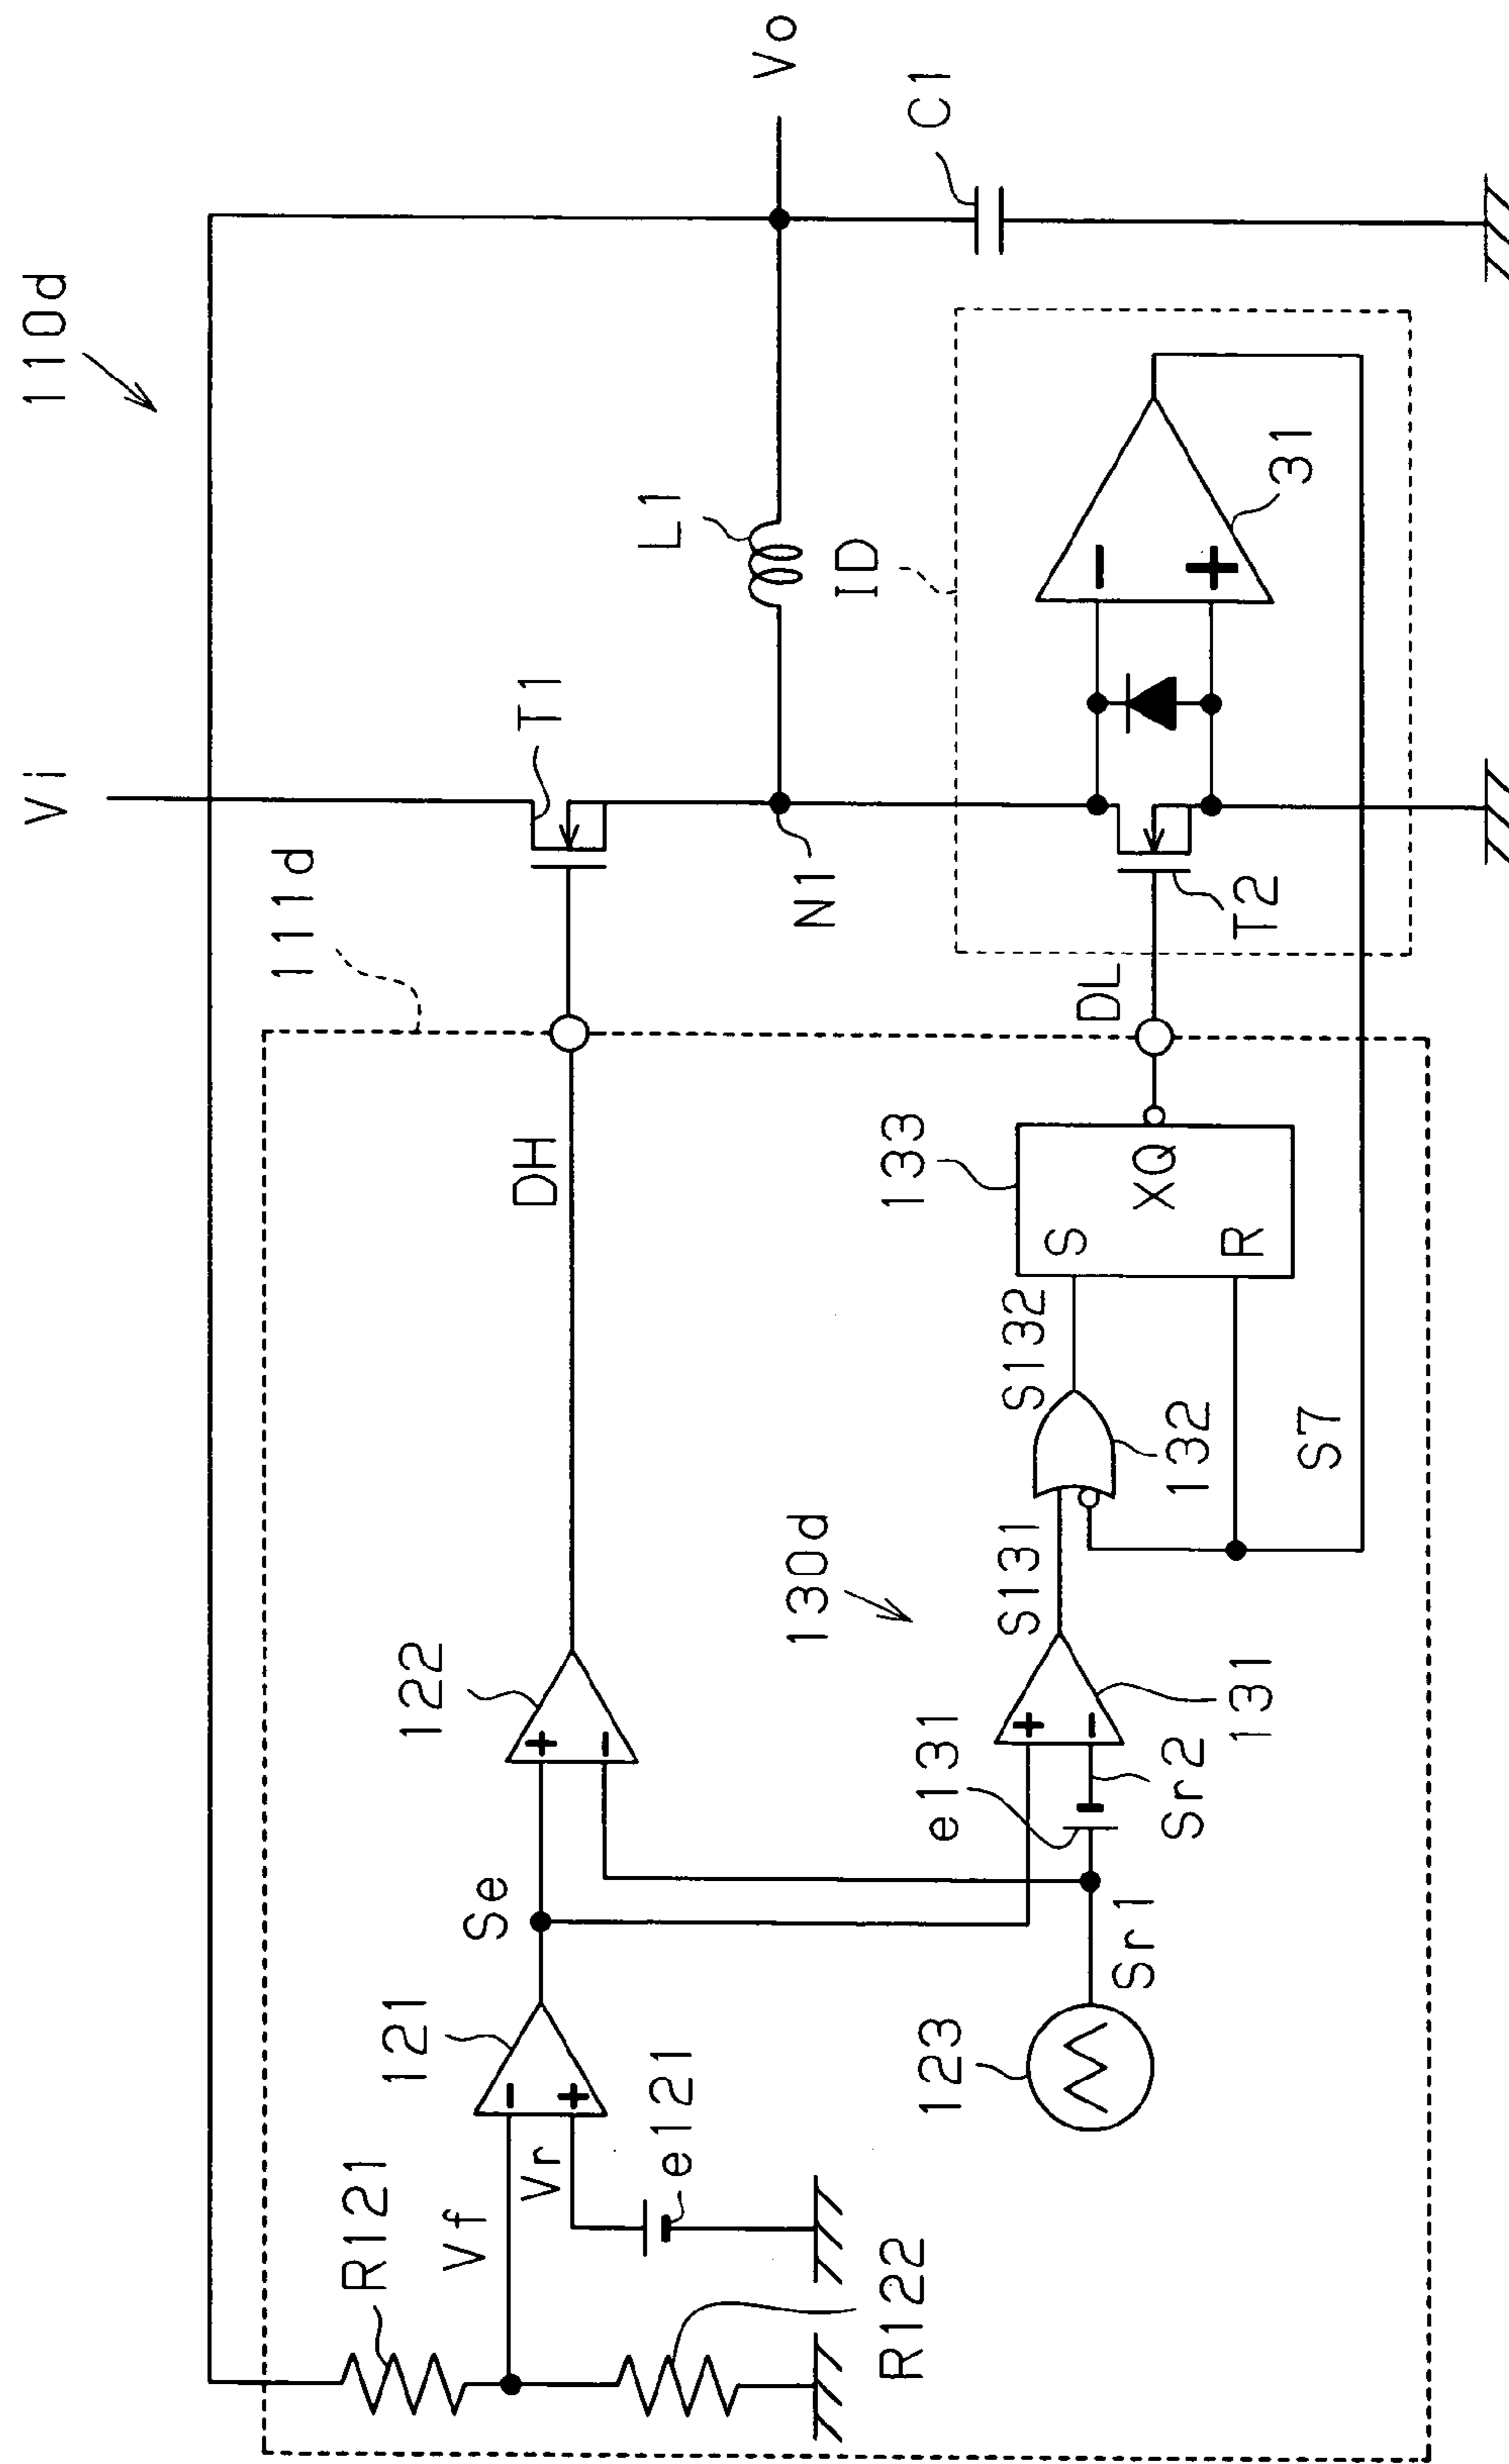 110d
Vi
Vo
111d
T1
L1
C1
DH
N1
ID
31
T2
DL
133
S
XQ
R
S132
132
S7
130d
S131
131
122
+
−
e131
Sr2
Se
Sr1
123
121
−
+
Vf
Vr
e121
R121
R122
+
−
−
+